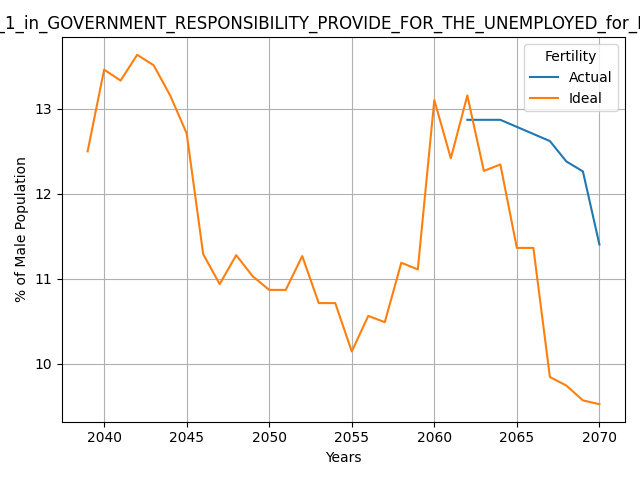 _1_in_GOVERNMENT_RESPONSIBILITY_PROVIDE_FOR_THE_UNEMPLOYED_for_
Fertility
Actual
Ideal
13
12
11
10
% of Male Population
2040 2045 2050 2055 2060 2065 2070
Years